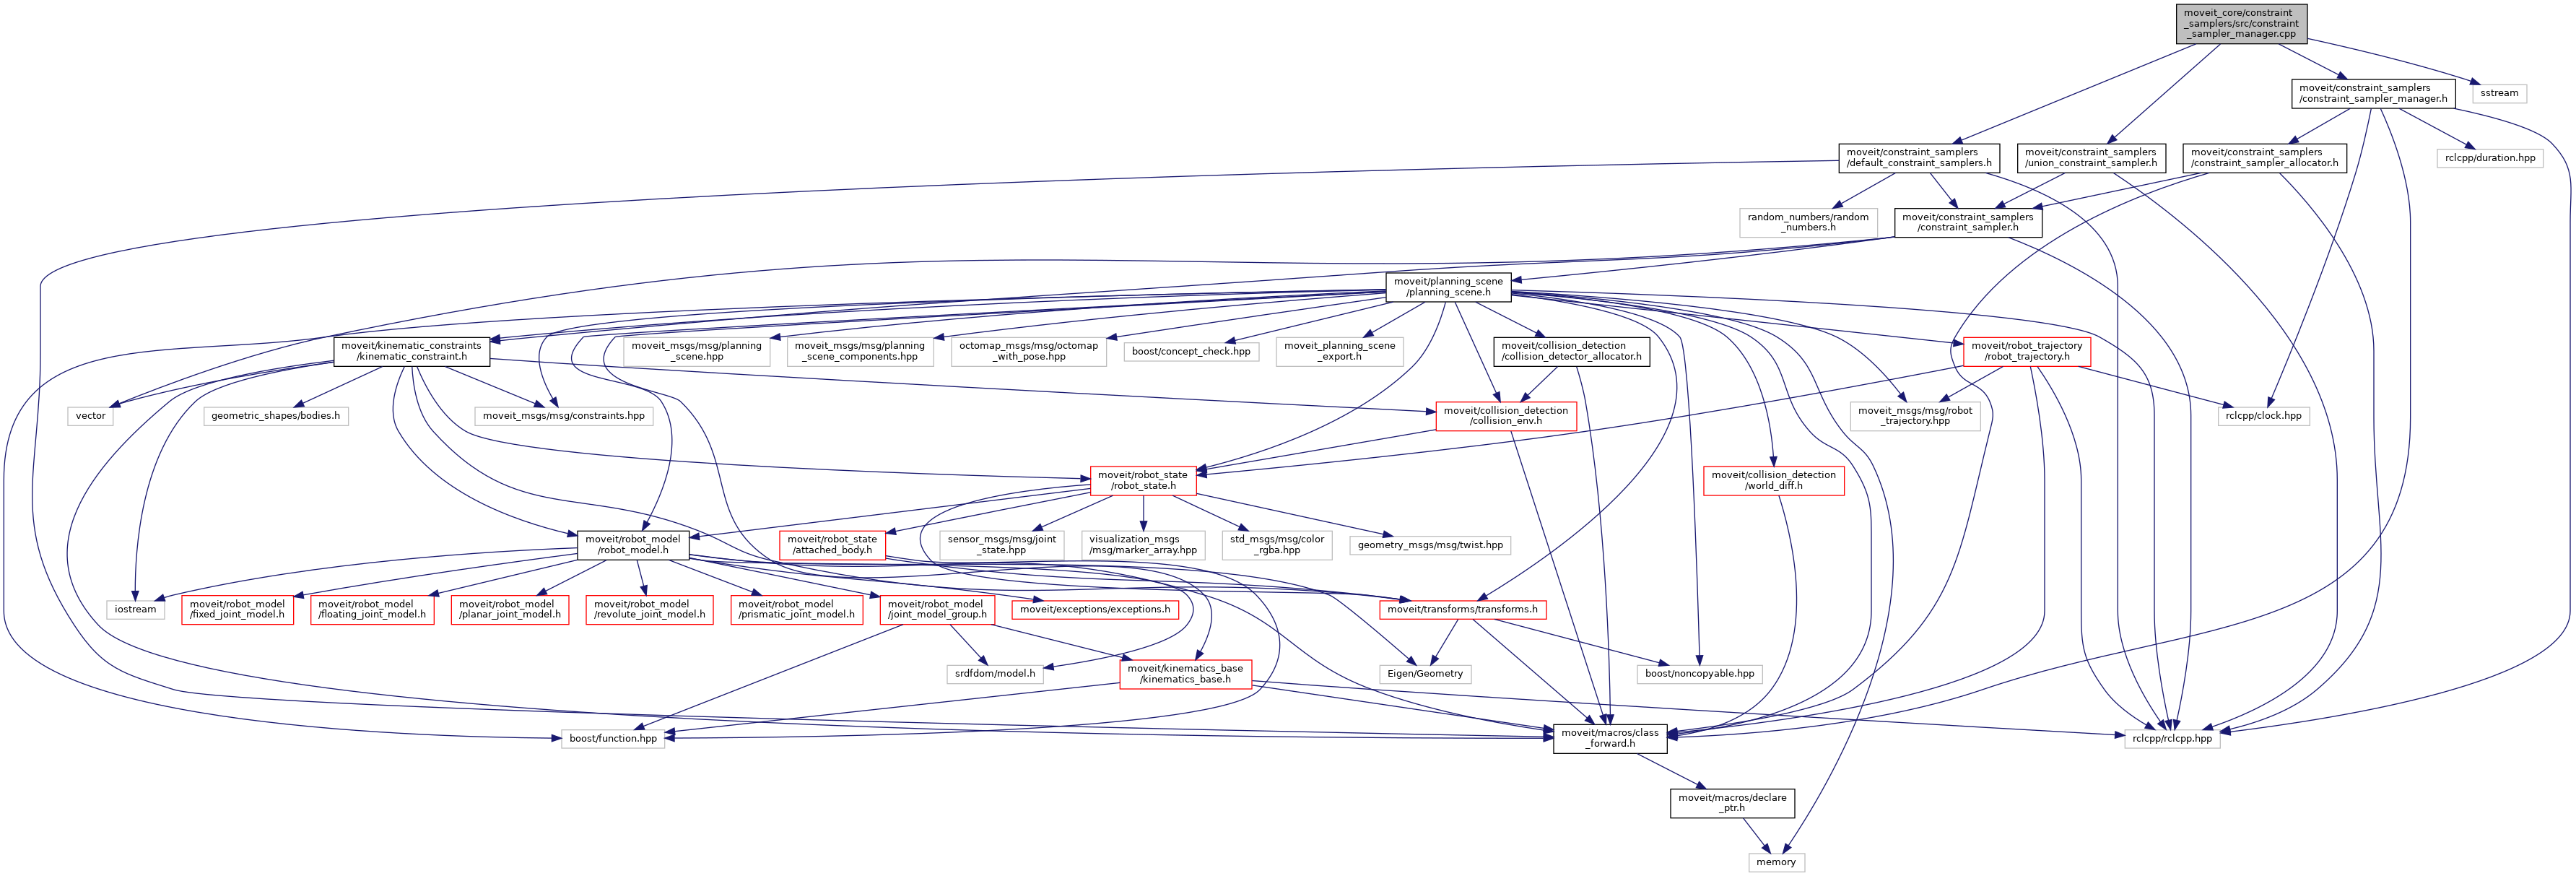 moveit_core/constraint
_samplers/src/constraint
_sampler_manager.cpp
moveit/constraint_samplers
/constraint_sampler_manager.h
sstream
moveit/constraint_samplers
/default_constraint_samplers.h
moveit/constraint_samplers
/union_constraint_sampler.h
moveit/constraint_samplers
/constraint_sampler_allocator.h
rclcpp/duration.hpp
random_numbers/random
_numbers.h
moveit/constraint_samplers
/constraint_sampler.h
moveit/planning_scene
/planning_scene.h
moveit/kinematic_constraints
/kinematic_constraint.h
moveit_msgs/msg/planning
_scene.hpp
moveit_msgs/msg/planning
_scene_components.hpp
octomap_msgs/msg/octomap
_with_pose.hpp
boost/concept_check.hpp
moveit_planning_scene
_export.h
moveit/collision_detection
/collision_detector_allocator.h
moveit/robot_trajectory
/robot_trajectory.h
vector
geometric_shapes/bodies.h
moveit_msgs/msg/constraints.hpp
moveit/collision_detection
/collision_env.h
moveit_msgs/msg/robot
_trajectory.hpp
rclcpp/clock.hpp
moveit/robot_state
/robot_state.h
moveit/collision_detection
/world_diff.h
moveit/robot_model
/robot_model.h
moveit/robot_state
/attached_body.h
sensor_msgs/msg/joint
_state.hpp
visualization_msgs
/msg/marker_array.hpp
std_msgs/msg/color
_rgba.hpp
geometry_msgs/msg/twist.hpp
iostream
moveit/robot_model
/fixed_joint_model.h
moveit/robot_model
/floating_joint_model.h
moveit/robot_model
/planar_joint_model.h
moveit/robot_model
/revolute_joint_model.h
moveit/robot_model
/prismatic_joint_model.h
moveit/robot_model
/joint_model_group.h
moveit/exceptions/exceptions.h
moveit/transforms/transforms.h
srdfdom/model.h
moveit/kinematics_base
/kinematics_base.h
Eigen/Geometry
boost/noncopyable.hpp
boost/function.hpp
moveit/macros/class
_forward.h
rclcpp/rclcpp.hpp
moveit/macros/declare
_ptr.h
memory